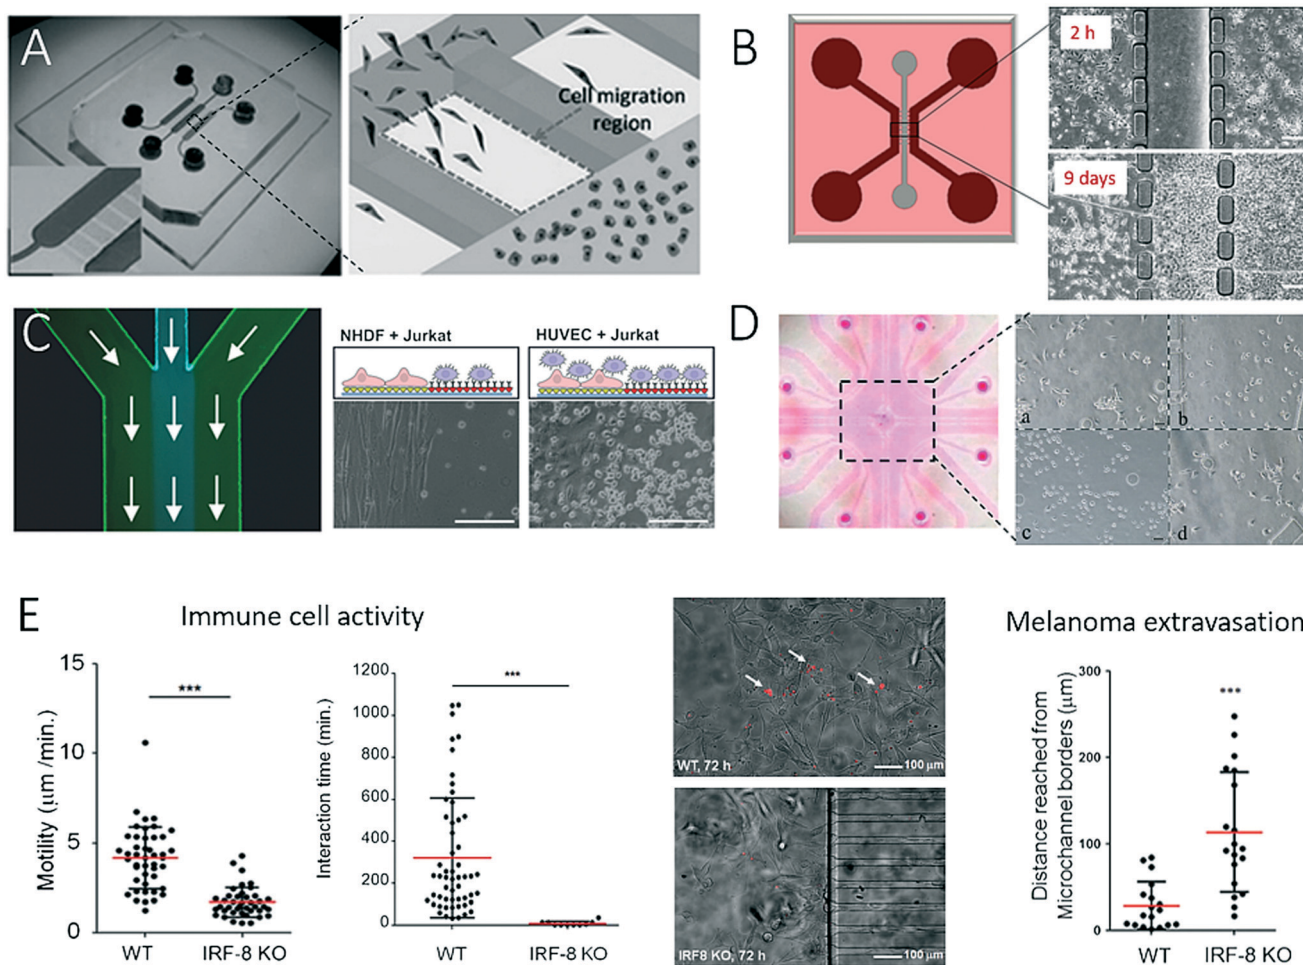 A
Cell migration
region
B
2 h
9 days
C
NHDF + Jurkat
HUVEC + Jurkat
D
a
b
c
d
E
Immune cell activity
Melanoma extravasation
15
10
5
0
Motility (μm /min.)
***
WT
IRF-8 KO
1200
1000
800
600
400
200
0
Interaction time (min.)
***
WT
IRF-8 KO
WT, 72 h
100 μm
IRF8 KO, 72 h
100 μm
300
200
100
0
Distance reached from
Microchannel borders (μm)
***
WT
IRF-8 KO